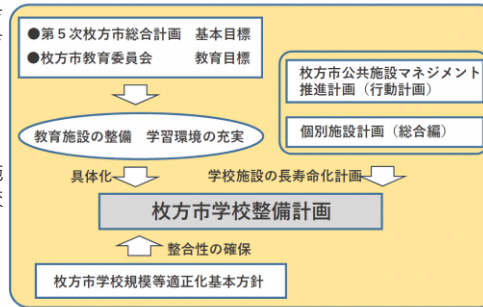 ●第５次枚方市総合計画　基本目標
●枚方市教育委員会　　　教育目標
枚方市公共施設マネジメント
推進計画（行動計画）
個別施設計画（総合編）
教育施設の整備　学習環境の充実
具体化
学校施設の長寿命化計画
枚方市学校整備計画
整合性の確保
枚方市学校規模等適正化基本方針